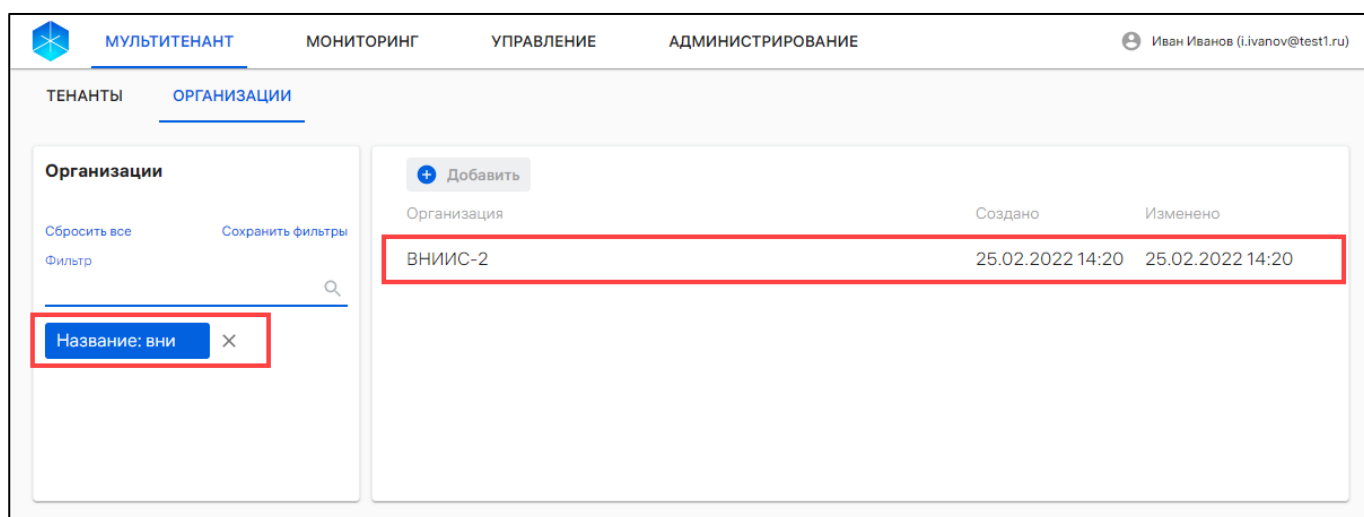 МУЛЬТИТЕНАНТ МОНИТОРИНГ УПРАВЛЕНИЕ АДМИНИСТРИРОВАНИЕ Иван Иванов (i.ivanov@test1.ru)
ТЕНАНТЫ ОРГАНИЗАЦИИ
Организации
Сбросить все Сохранить фильтры
Фильтр
Название: вни
Добавить
Организация Создано Изменено
ВНИИС-2 25.02.2022 14:20 25.02.2022 14:20